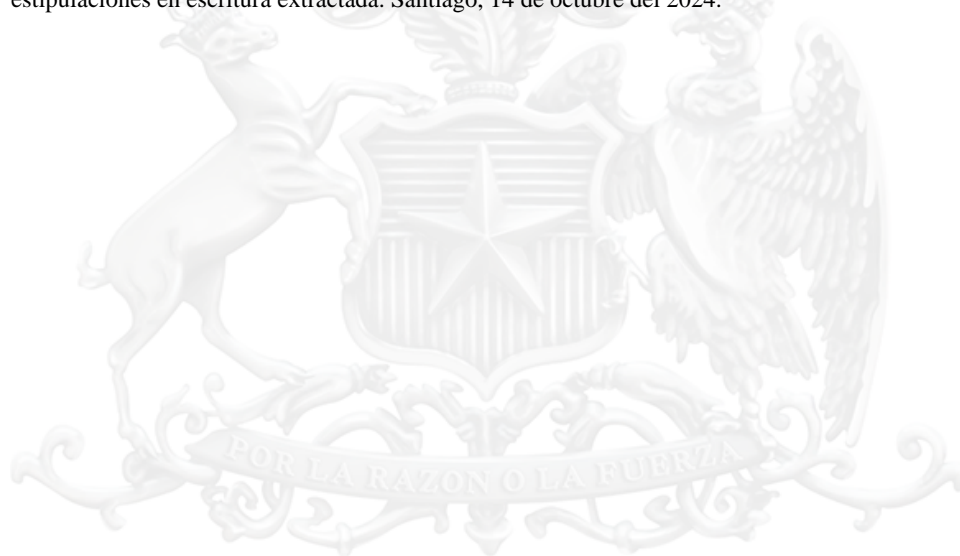 estipulaciones en escritura extractada. Santiago, 14 de octubre del 2024.
POR LA RAZON O LA FUERZA